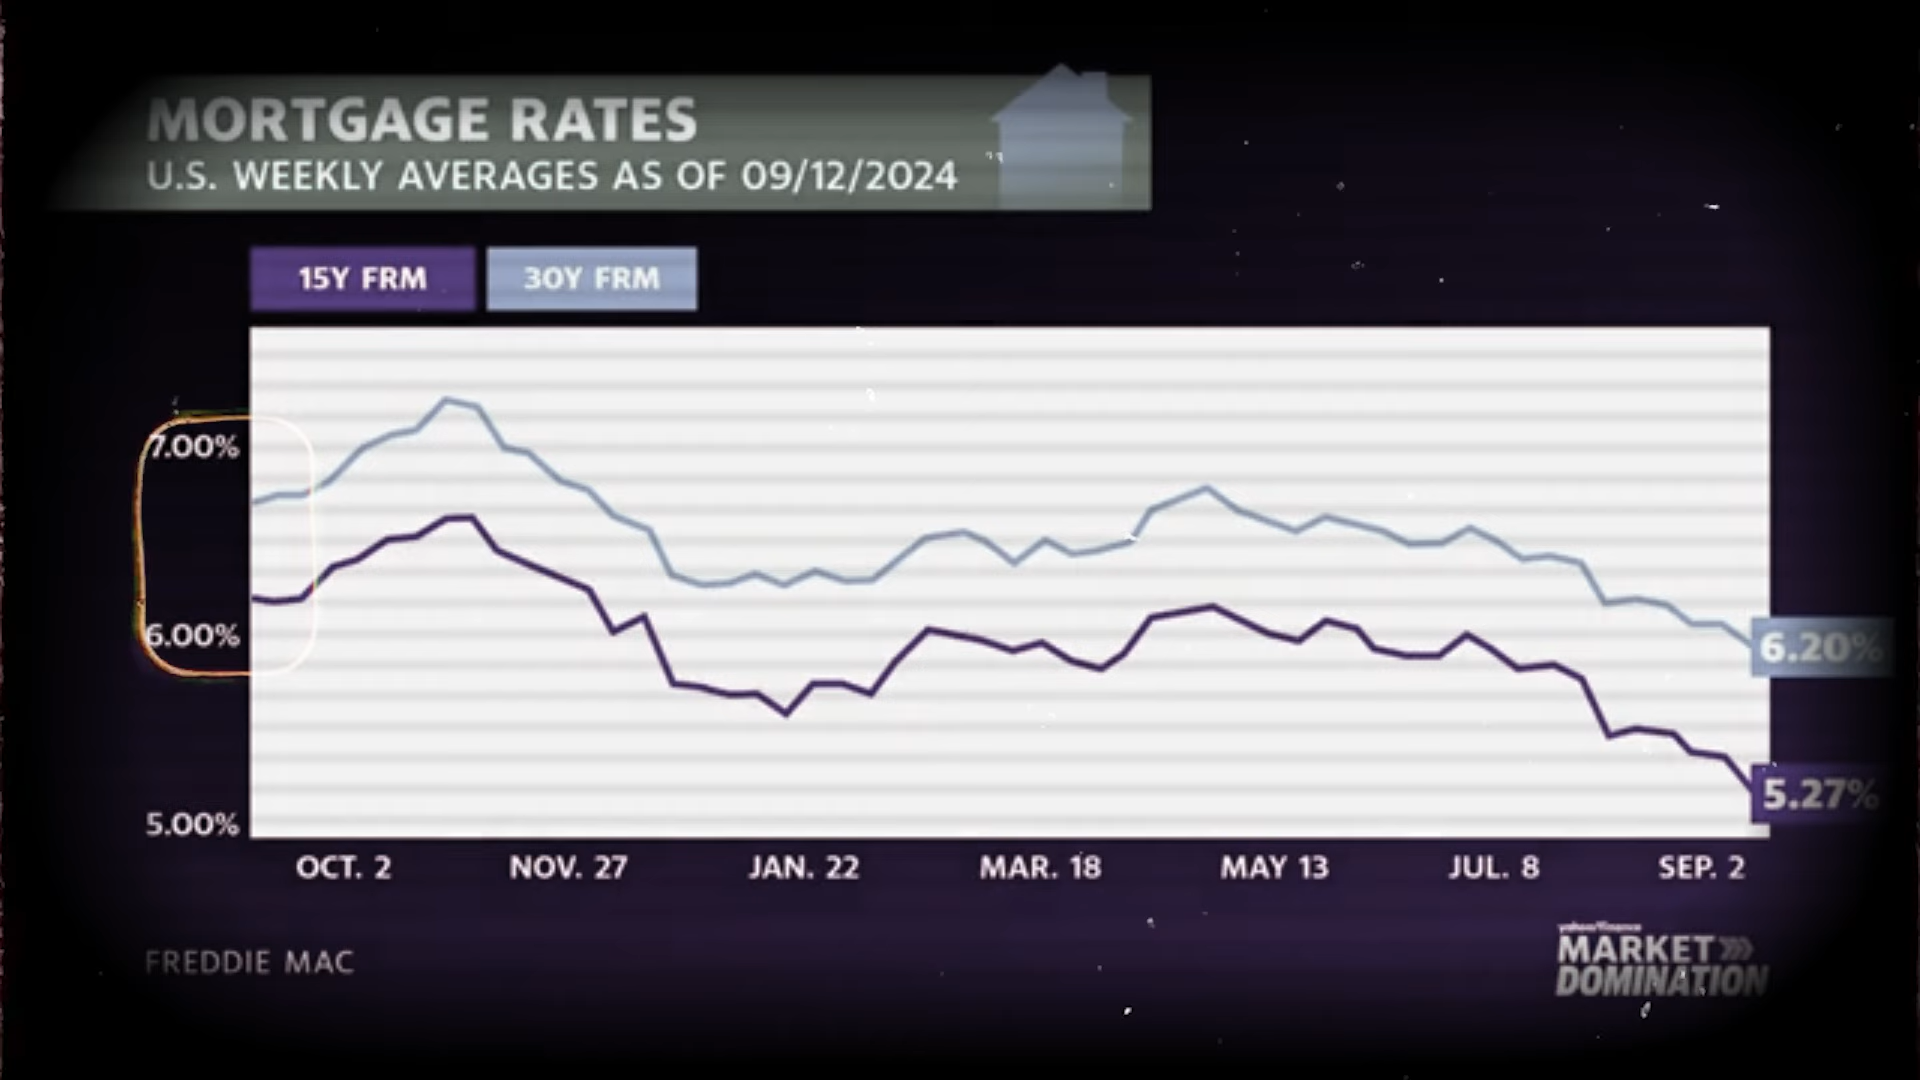 MORTGAGE RATES
U.S. WEEKLY AVERAGES AS OF 09/12/2024
15Y FRM
30Y FRM
7.00%
6.00%
6.20%
5.27%
5.00%
OCT. 2
NOV. 27
JAN. 22
MAR. 18
MAY 13
JUL. 8
SEP. 2
FREDDIE MAC
yahoo!finance
MARKET
DOMINATION